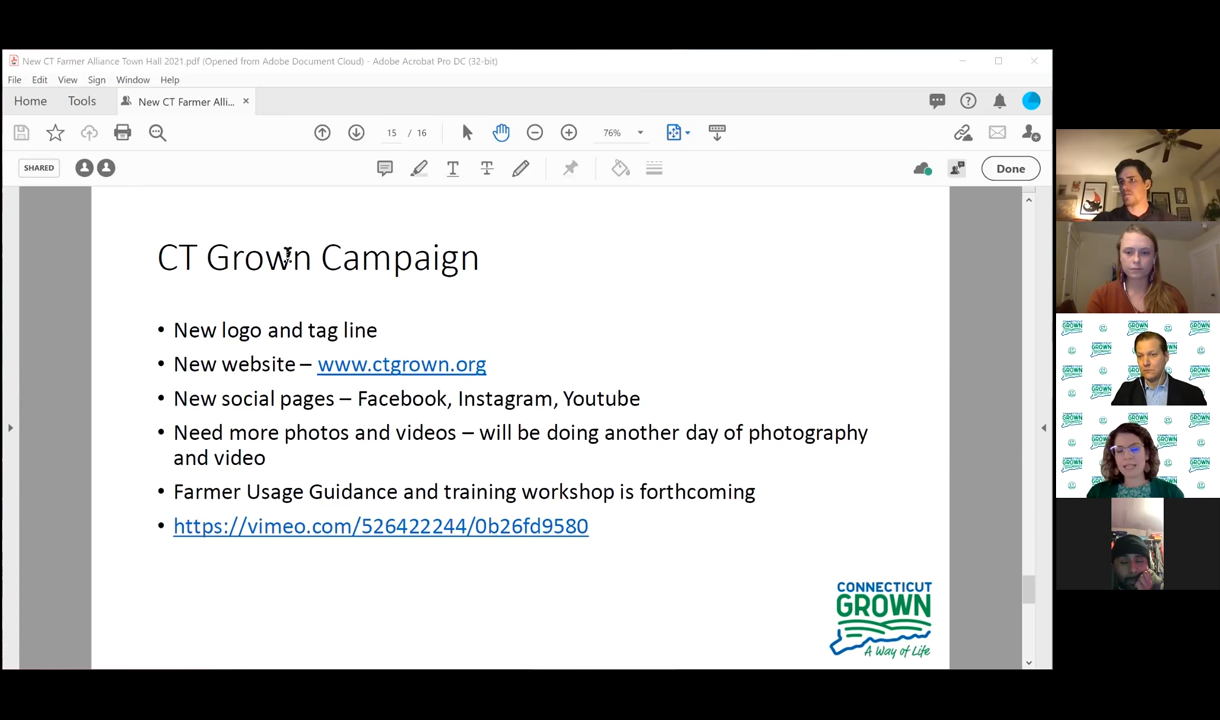 New CT Farmer Alliance Town Hall 2021.pdf (Opened from Adobe Document Cloud) - Adobe Acrobat Pro DC (32-bit)
File Edit View Sign Window Help
Home Tools New CT Farmer Alli... ×
15 / 16 76%
SHARED Done
CT Grown Campaign
• New logo and tag line
• New website – www.ctgrown.org
• New social pages – Facebook, Instagram, Youtube
• Need more photos and videos – will be doing another day of photography
and video
• Farmer Usage Guidance and training workshop is forthcoming
• https://vimeo.com/526422244/0b26fd9580
CONNECTICUT
GROWN
A Way of Life